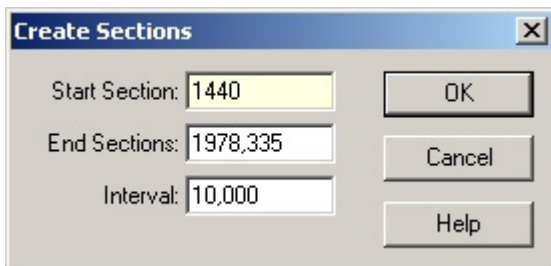 Create Sections
Start Section: 1440 OK
End Sections: 1978,335 Cancel
Interval: 10,000
Help